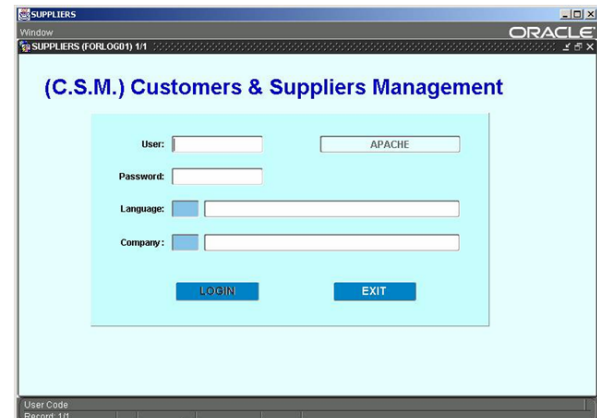 SUPPLIERS
Window
ORACLE
SUPPLIERS (FORLOG01) 1/1
(C.S.M.) Customers & Suppliers Management
User:
APACHE
Password:
Language:
Company:
LOGIN
EXIT
User Code
Record: 1/1